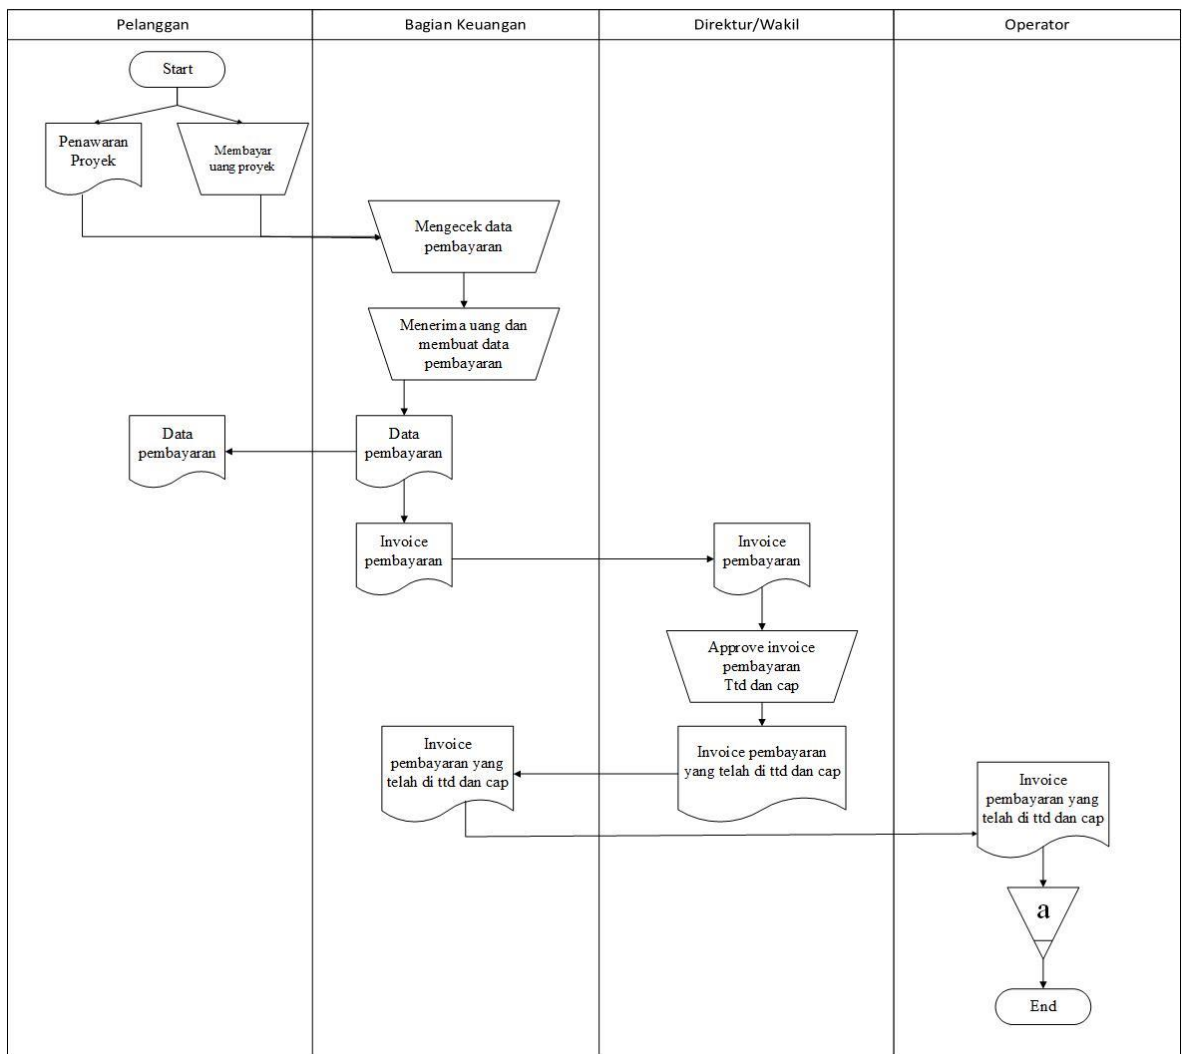 Pelanggan
Bagian Keuangan
Direktur/Wakil
Operator
Start
Penawaran
Proyek
Membayar
uang proyek
Mengecek data
pembayaran
Menerima uang dan
membuat data
pembayaran
Data
pembayaran
Data
pembayaran
Invoice
pembayaran
Invoice
pembayaran
Approve invoice
pembayaran
Ttd dan cap
Invoice
pembayaran yang
telah di ttd dan cap
Invoice pembayaran
yang telah di ttd dan cap
Invoice
pembayaran yang
telah di ttd dan cap
a
End